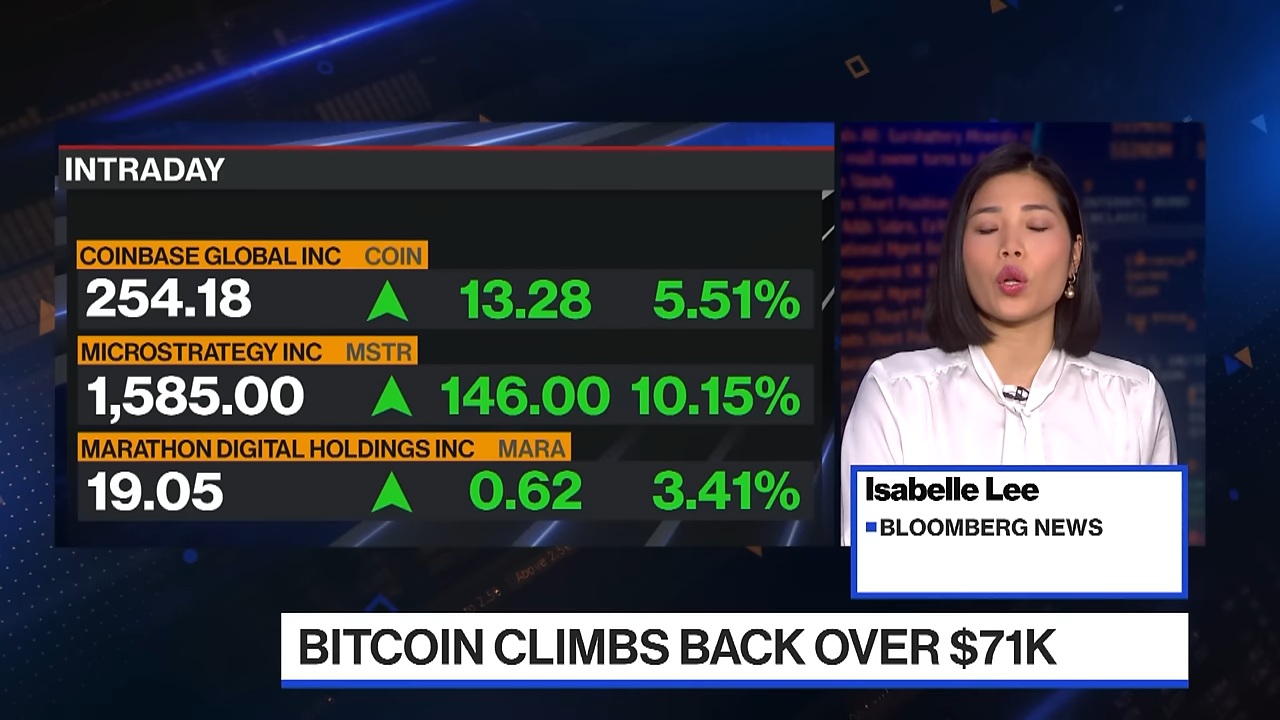 INTRADAY
COINBASE GLOBAL INC COIN
254.18 13.28 5.51%
MICROSTRATEGY INC MSTR
1,585.00 146.00 10.15%
MARATHON DIGITAL HOLDINGS INC MARA
19.05 0.62 3.41%
Isabelle Lee
BLOOMBERG NEWS
BITCOIN CLIMBS BACK OVER $71K